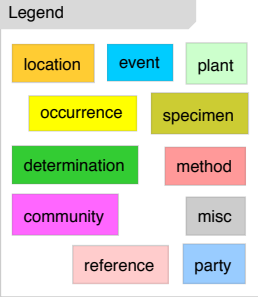 Legend
location event plant
occurrence specimen
determination method
community misc
reference party